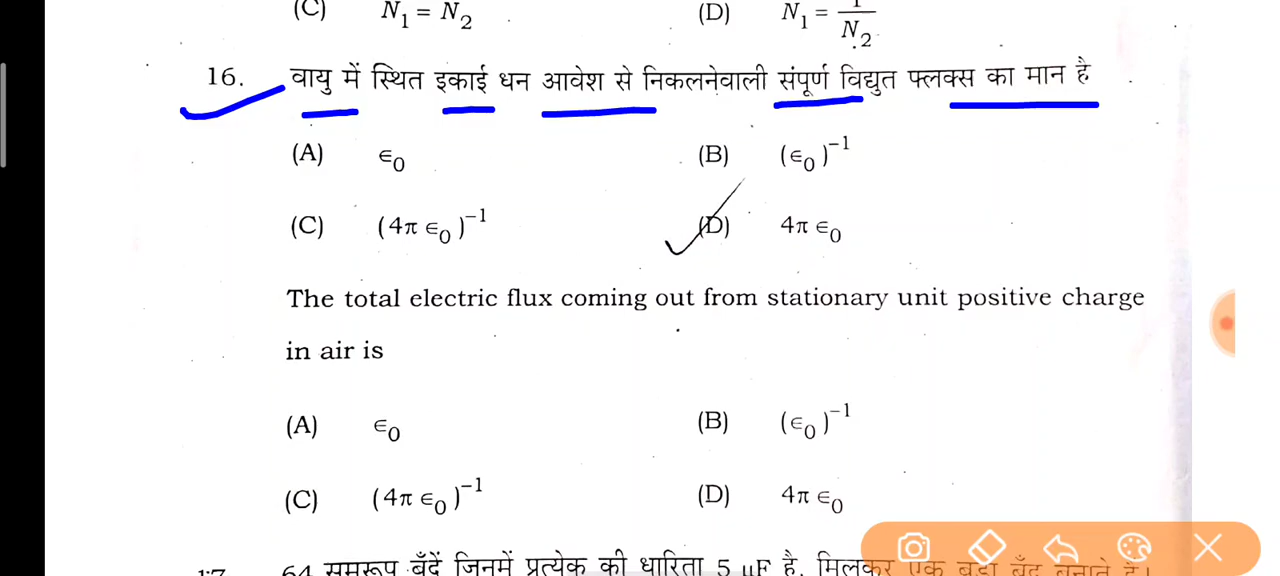 (C) N₁ = N₂ (D) N₁ = 1/N₂
16. वायु में स्थित इकाई धन आवेश से निकलनेवाली संपूर्ण विद्युत फ्लक्स का मान है
(A) ∈₀ (B) (∈₀)⁻¹
(C) (4π ∈₀)⁻¹ (D) 4π ∈₀
The total electric flux coming out from stationary unit positive charge
in air is
(A) ∈₀ (B) (∈₀)⁻¹
(C) (4π ∈₀)⁻¹ (D) 4π ∈₀
17. 64 समरूप बूँदें जिनमें प्रत्येक की धारिता 5 μF है, मिलकर एक बड़ा बूँद बनाते हैं।